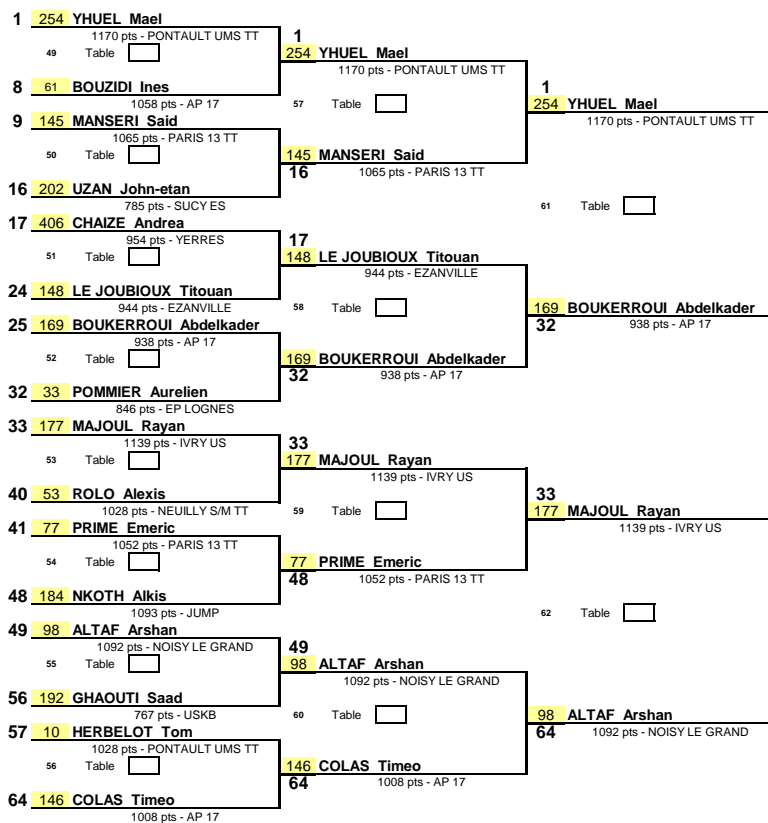 1 254 YHUEL Mael
1170 pts - PONTAULT UMS TT
49 Table
8 61 BOUZIDI Ines
1058 pts - AP 17
9 145 MANSERI Said
1065 pts - PARIS 13 TT
50 Table
16 202 UZAN John-etan
785 pts - SUCY ES
17 406 CHAIZE Andrea
954 pts - YERRES
51 Table
24 148 LE JOUBIOUX Titouan
944 pts - EZANVILLE
25 169 BOUKERROUI Abdelkader
938 pts - AP 17
52 Table
32 33 POMMIER Aurelien
846 pts - EP LOGNES
33 177 MAJOUL Rayan
1139 pts - IVRY US
53 Table
40 53 ROLO Alexis
1028 pts - NEUILLY S/M TT
41 77 PRIME Emeric
1052 pts - PARIS 13 TT
54 Table
48 184 NKOTH Alkis
1093 pts - JUMP
49 98 ALTAF Arshan
1092 pts - NOISY LE GRAND
55 Table
56 192 GHAOUTI Saad
767 pts - USKB
57 10 HERBELOT Tom
1028 pts - PONTAULT UMS TT
56 Table
64 146 COLAS Timeo
1008 pts - AP 17
1
254 YHUEL Mael
1170 pts - PONTAULT UMS TT
57 Table
145 MANSERI Said
16 1065 pts - PARIS 13 TT
17
148 LE JOUBIOUX Titouan
944 pts - EZANVILLE
58 Table
169 BOUKERROUI Abdelkader
32 938 pts - AP 17
33
177 MAJOUL Rayan
1139 pts - IVRY US
59 Table
77 PRIME Emeric
48 1052 pts - PARIS 13 TT
49
98 ALTAF Arshan
1092 pts - NOISY LE GRAND
60 Table
146 COLAS Timeo
64 1008 pts - AP 17
1
254 YHUEL Mael
1170 pts - PONTAULT UMS TT
61 Table
169 BOUKERROUI Abdelkader
32 938 pts - AP 17
33
177 MAJOUL Rayan
1139 pts - IVRY US
62 Table
98 ALTAF Arshan
64 1092 pts - NOISY LE GRAND